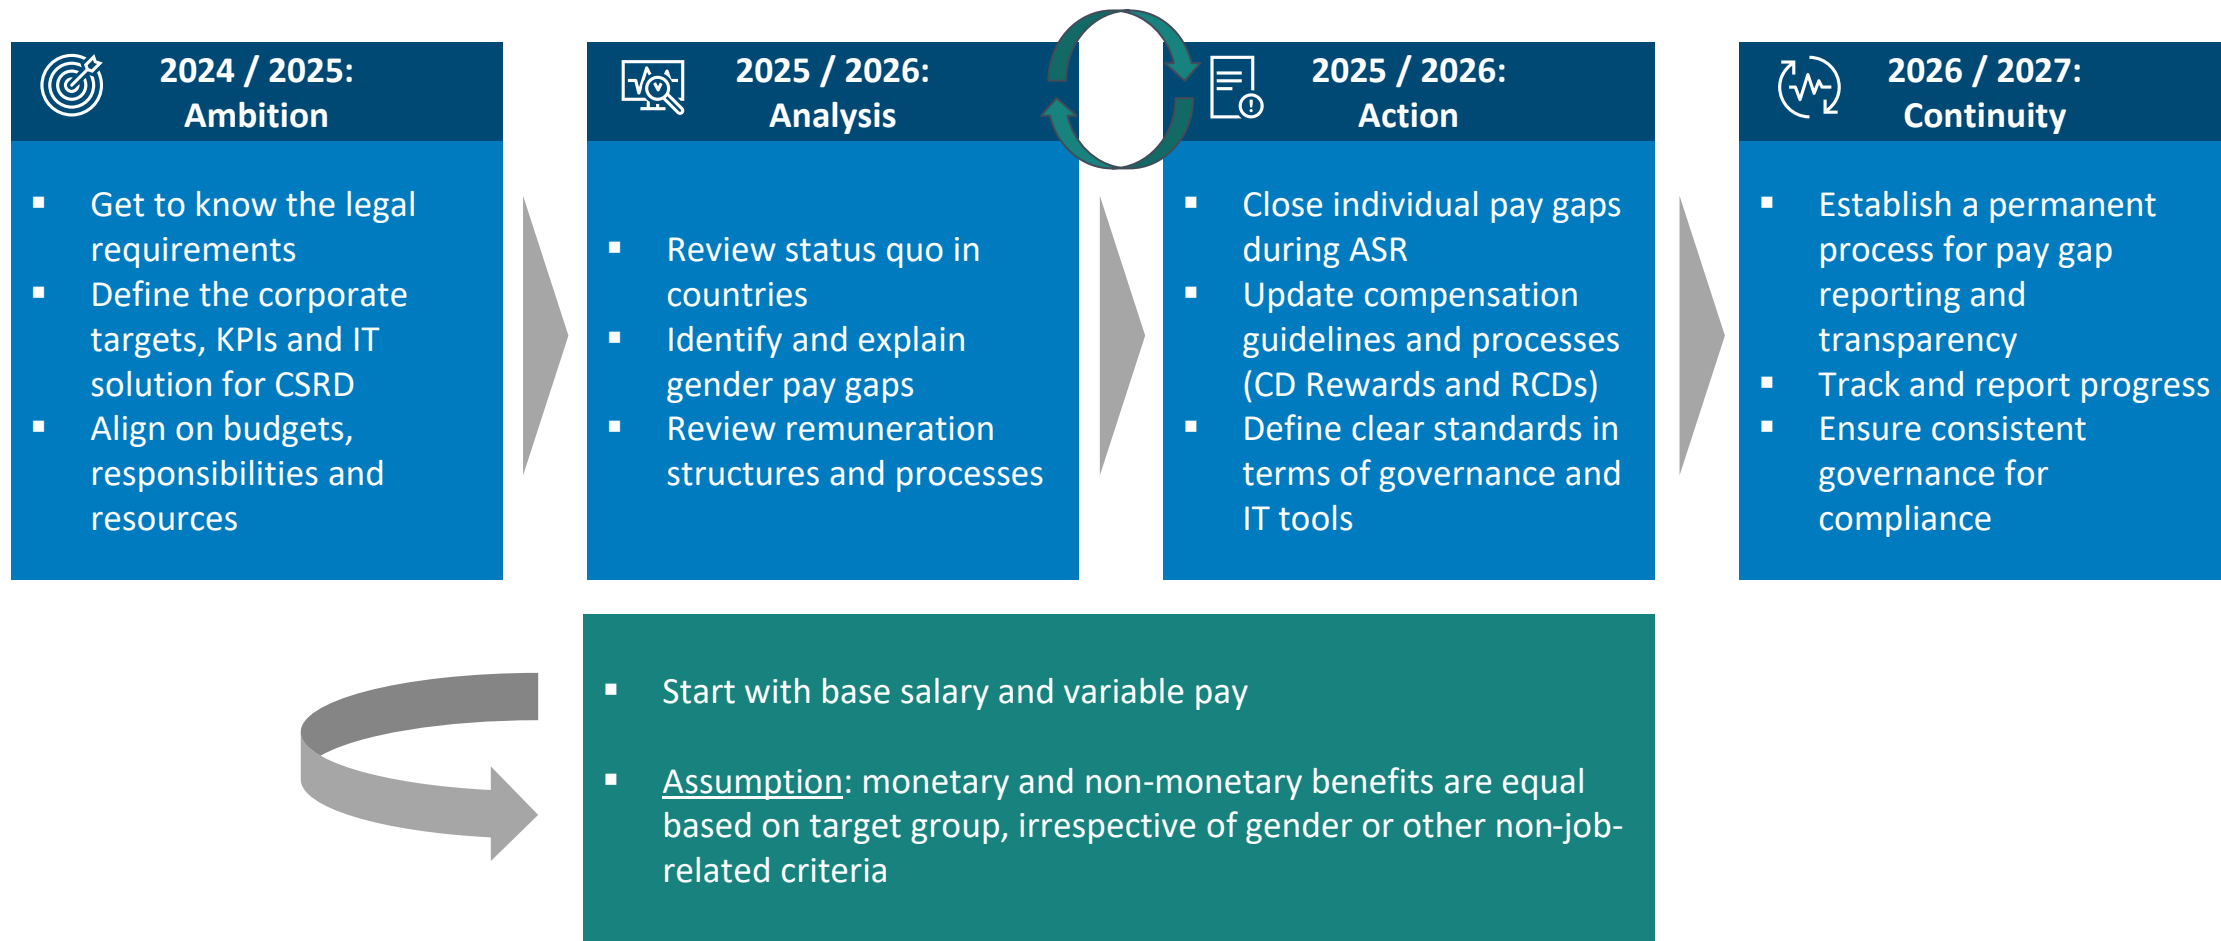 2024 / 2025:
Ambition
▪ Get to know the legal
requirements
▪ Define the corporate
targets, KPIs and IT
solution for CSRD
▪ Align on budgets,
responsibilities and
resources
2025 / 2026:
Analysis
▪ Review status quo in
countries
▪ Identify and explain
gender pay gaps
▪ Review remuneration
structures and processes
2025 / 2026:
Action
▪ Close individual pay gaps
during ASR
▪ Update compensation
guidelines and processes
(CD Rewards and RCDs)
▪ Define clear standards in
terms of governance and
IT tools
2026 / 2027:
Continuity
▪ Establish a permanent
process for pay gap
reporting and
transparency
▪ Track and report progress
▪ Ensure consistent
governance for
compliance
▪ Start with base salary and variable pay
▪ Assumption: monetary and non-monetary benefits are equal
based on target group, irrespective of gender or other non-job-
related criteria